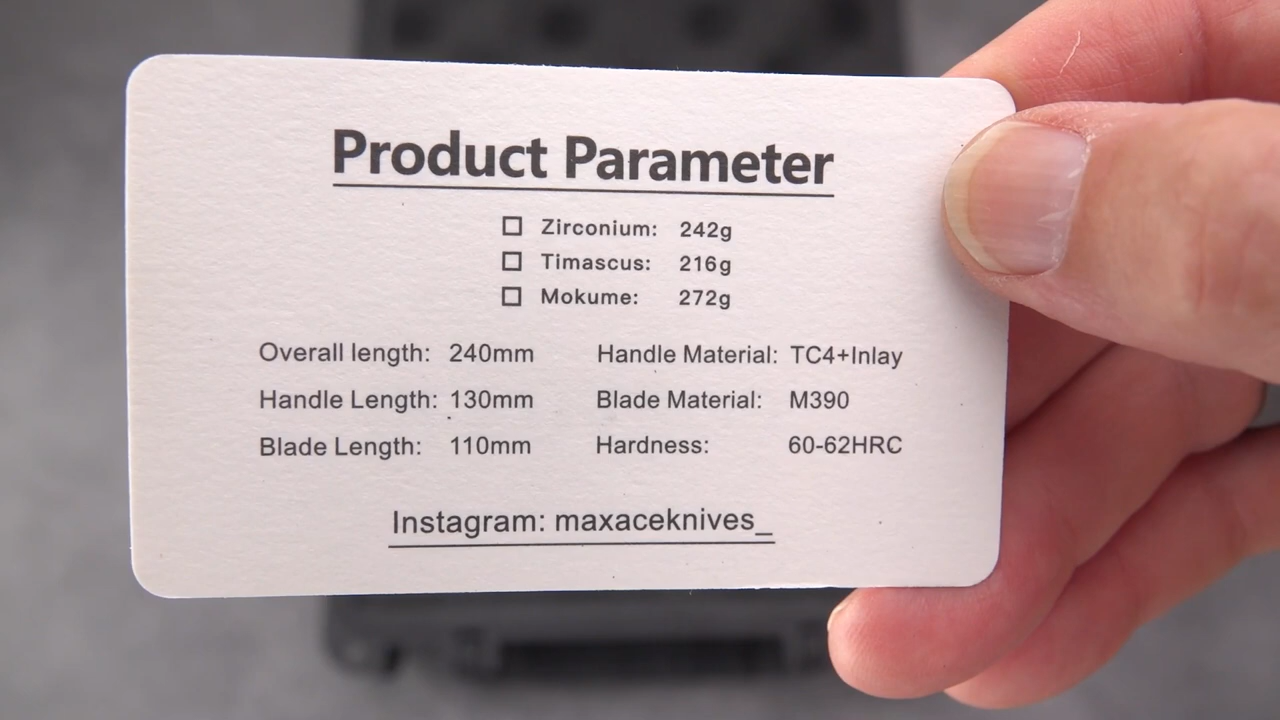 Product Parameter
☐ Zirconium: 242g
☐ Timascus: 216g
☐ Mokume: 272g
Overall length: 240mm Handle Material: TC4+Inlay
Handle Length: 130mm Blade Material: M390
Blade Length: 110mm Hardness: 60-62HRC
Instagram: maxaceknives_